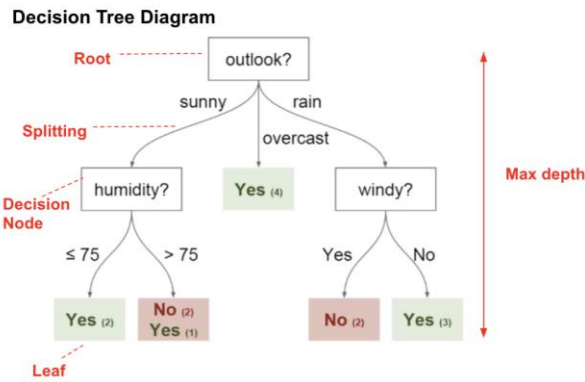 Decision Tree Diagram
Root
outlook?
sunny
rain
Splitting
overcast
Max depth
Decision
Node
humidity?
Yes (4)
windy?
≤ 75
> 75
Yes
No
Yes (2)
No (2)
Yes (1)
No (2)
Yes (3)
Leaf